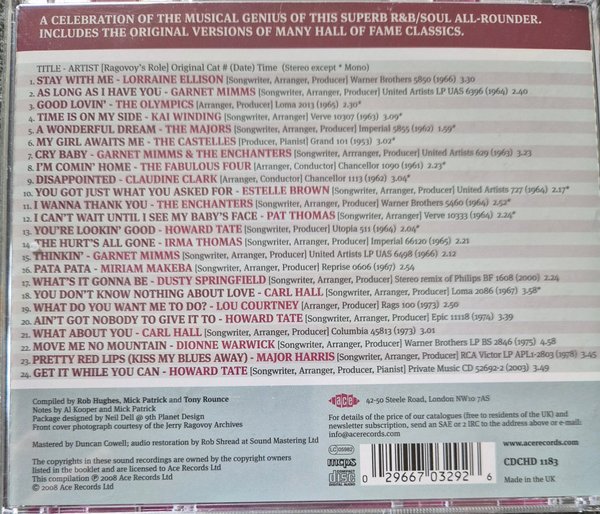 A CELEBRATION OF THE MUSICAL GENIUS OF THIS SUPERB R&B/SOUL ALL-ROUNDER.
INCLUDES THE ORIGINAL VERSIONS OF MANY HALL OF FAME CLASSICS.
TITLE - ARTIST [Ragovoy's Role] Original Cat # (Date) Time (Stereo except * Mono)
1. STAY WITH ME - LORRAINE ELLISON [Songwriter, Arranger, Producer] Warner Brothers 5850 (1966) 3.30
2. AS LONG AS I HAVE YOU - GARNET MIMMS [Songwriter, Arranger, Producer] United Artists LP UAS 6396 (1964) 2.40
3. GOOD LOVIN' - THE OLYMPICS [Arranger, Producer] Loma 2013 (1965) 2.30*
4. TIME IS ON MY SIDE - KAI WINDING [Songwriter] Verve 10307 (1963) 3.09*
5. A WONDERFUL DREAM - THE MAJORS [Songwriter, Arranger, Producer] Imperial 5855 (1962) 1.59*
6. MY GIRL AWAITS ME - THE CASTELLES [Producer, Pianist] Grand 101 (1953) 3.02*
7. CRY BABY - GARNET MIMMS & THE ENCHANTERS [Songwriter, Arranger, Producer] United Artists 629 (1963) 3.23
8. I'M COMIN' HOME - THE FABULOUS FOUR [Arranger, Conductor] Chancellor 1090 (1961) 2.23*
9. DISAPPOINTED - CLAUDINE CLARK [Arranger, Conductor] Chancellor 1113 (1962) 3.04*
10. YOU GOT JUST WHAT YOU ASKED FOR - ESTELLE BROWN [Songwriter, Arranger, Producer] United Artists 727 (1964) 2.17*
11. I WANNA THANK YOU - THE ENCHANTERS [Songwriter, Arranger, Producer] Warner Brothers 5460 (1964) 2.52*
12. I CAN'T WAIT UNTIL I SEE MY BABY'S FACE - PAT THOMAS [Songwriter, Arranger] Verve 10333 (1964) 2.24*
13. YOU'RE LOOKIN' GOOD - HOWARD TATE [Songwriter, Producer] Utopia 511 (1964) 2.04*
14. THE HURT'S ALL GONE - IRMA THOMAS [Songwriter, Producer] Imperial 66120 (1965) 2.21
15. THINKIN' - GARNET MIMMS [Songwriter, Arranger, Producer] United Artists LP UAS 6498 (1966) 2.12
16. PATA PATA - MIRIAM MAKEBA [Songwriter, Producer] Reprise 0606 (1967) 2.54
17. WHAT'S IT GONNA BE - DUSTY SPRINGFIELD [Songwriter, Arranger, Producer] Stereo remix of Philips BF 1608 (2000) 2.24
18. YOU DON'T KNOW NOTHING ABOUT LOVE - CARL HALL [Songwriter, Arranger, Producer] Loma 2086 (1967) 3.58*
19. WHAT DO YOU WANT ME TO DO? - LOU COURTNEY [Arranger, Producer] Rags 100 (1973) 2.50
20. AIN'T GOT NOBODY TO GIVE IT TO - HOWARD TATE [Songwriter, Arranger, Producer] Epic 11118 (1974) 2.39
21. WHAT ABOUT YOU - CARL HALL [Songwriter, Arranger, Producer] Columbia 45813 (1973) 3.01
22. MOVE ME NO MOUNTAIN - DIONNE WARWICK [Songwriter, Arranger, Producer] Warner Brothers LP BS 2846 (1975) 4.58
23. PRETTY RED LIPS (KISS MY BLUES AWAY) - MAJOR HARRIS [Songwriter, Arranger, Producer] RCA Victor LP APL1-2803 (1978) 3.45
24. GET IT WHILE YOU CAN - HOWARD TATE [Songwriter, Arranger, Producer, Pianist] Private Music CD 52692-2 (2003) 3.49
Compiled by Rob Hughes, Mick Patrick and Tony Rounce
Notes by Al Kooper and Mick Patrick
Package designed by Neil Dell @ 9th Planet Design
Front cover photograph courtesy of the Jerry Ragovoy Archives
Mastered by Duncan Cowell; audio restoration by Rob Shread at Sound Mastering Ltd
The copyrights in these sound recordings are owned by the copyright owners
listed in the booklet and are licensed to Ace Records Ltd
This compilation ℗ 2008 Ace Records Ltd
© 2008 Ace Records Ltd
ace
42-50 Steele Road, London NW10 7AS
For details of the price of our catalogues (free to residents of the UK) and
newsletter subscription, send an SAE or 2 IRC to the address above or e-mail:
info@acerecords.com
LC 05982
mcps
COMPACT
disc
DIGITAL AUDIO
0 29667 03292 6
www.acerecords.com
CDCHD 1183
Made in the UK